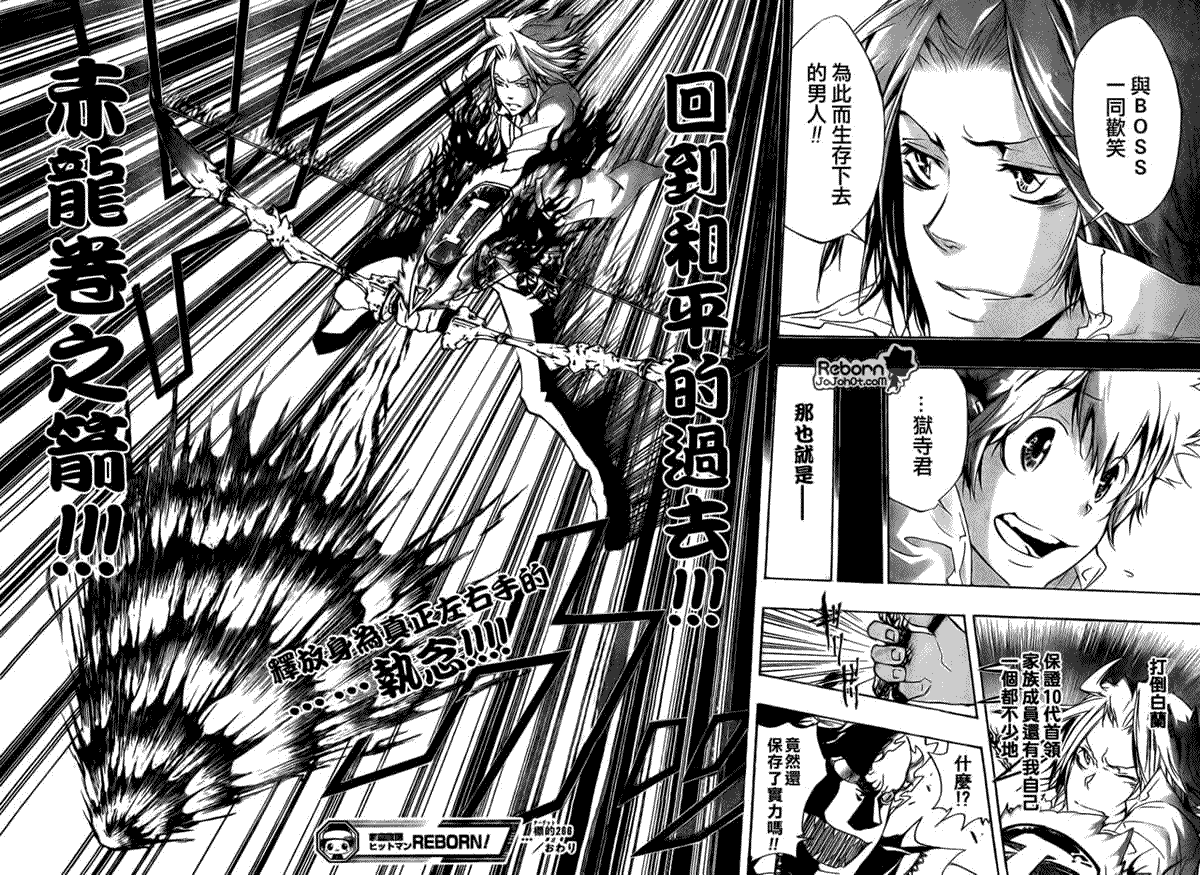 與BOSS
一同歡笑
為此而生存下去
的男人!!
…獄寺君
那也就是——
Reborn
JoJoHot.com
打倒白蘭
保證10代首領
家族成員還有我自己
一個都不少地
什麼!?
竟然還
保存了實力嗎!!
回到和平的過去!!!
赤龍卷之箭!!!
釋放身為真正左右手的
……執念!!!!
家庭教師
ヒットマンREBORN!
標的286
おわり